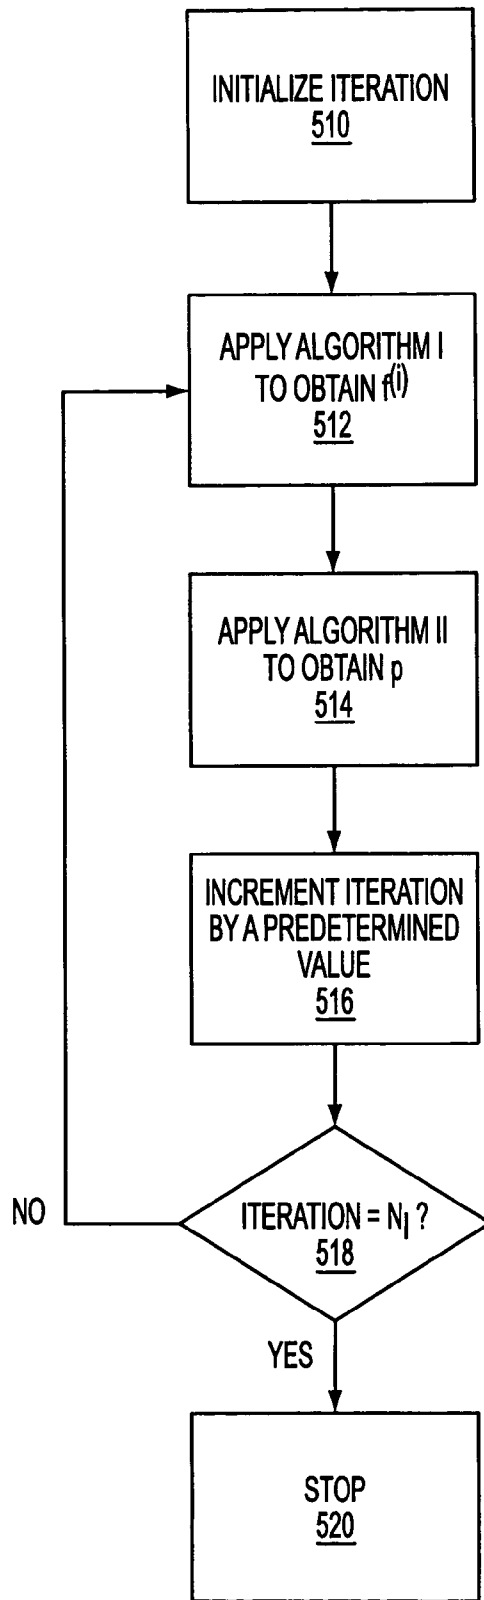 INITIALIZE ITERATION
510
APPLY ALGORITHM I
TO OBTAIN f(i)
512
APPLY ALGORITHM II
TO OBTAIN p
514
INCREMENT ITERATION
BY A PREDETERMINED
VALUE
516
NO
ITERATION = NI ?
518
YES
STOP
520